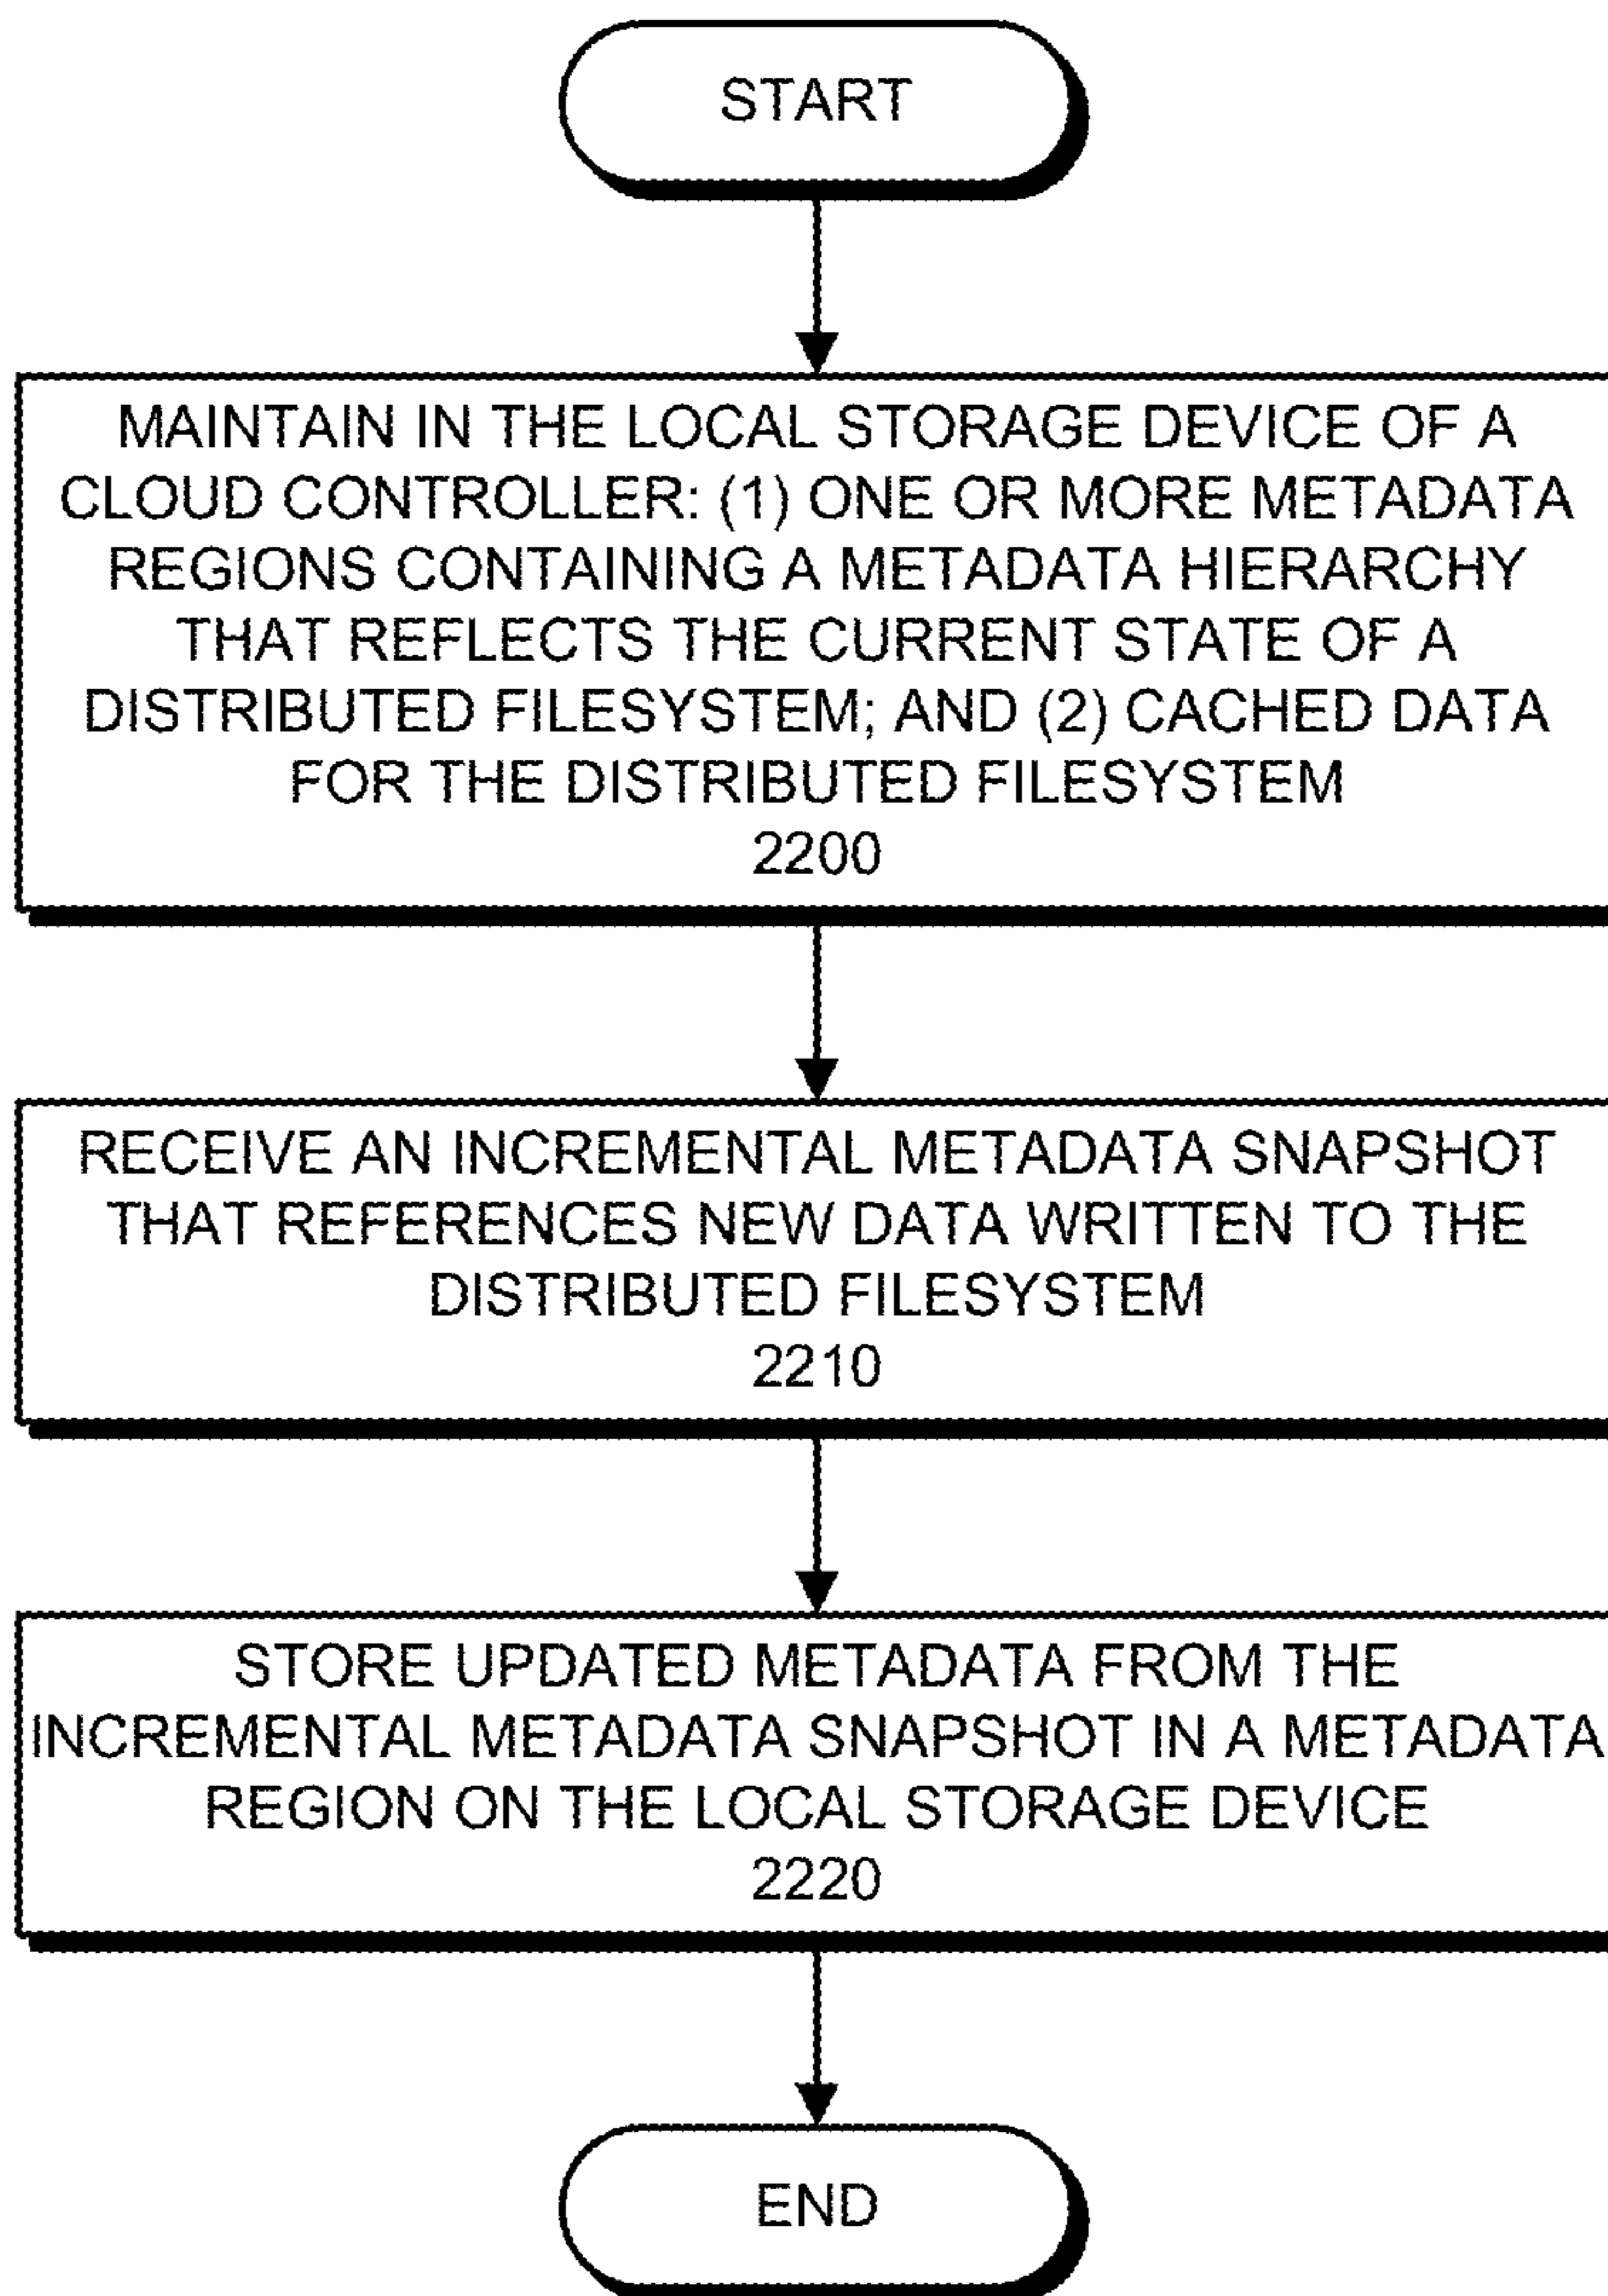 START
MAINTAIN IN THE LOCAL STORAGE DEVICE OF A
CLOUD CONTROLLER: (1) ONE OR MORE METADATA
REGIONS CONTAINING A METADATA HIERARCHY
THAT REFLECTS THE CURRENT STATE OF A
DISTRIBUTED FILESYSTEM; AND (2) CACHED DATA
FOR THE DISTRIBUTED FILESYSTEM
2200
RECEIVE AN INCREMENTAL METADATA SNAPSHOT
THAT REFERENCES NEW DATA WRITTEN TO THE
DISTRIBUTED FILESYSTEM
2210
STORE UPDATED METADATA FROM THE
INCREMENTAL METADATA SNAPSHOT IN A METADATA
REGION ON THE LOCAL STORAGE DEVICE
2220
END